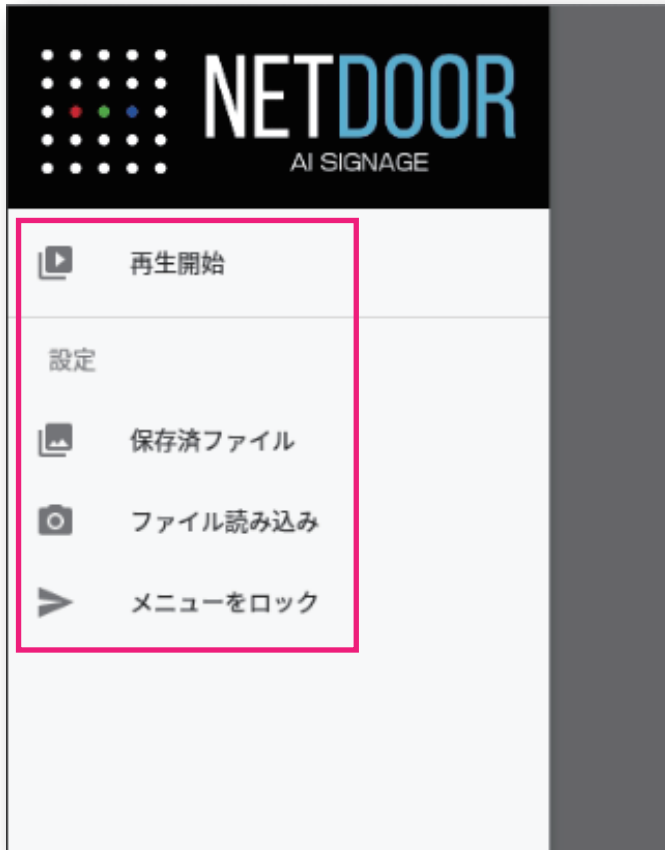 NETDOOR
AI SIGNAGE
再生開始
設定
保存済ファイル
ファイル読み込み
メニューをロック